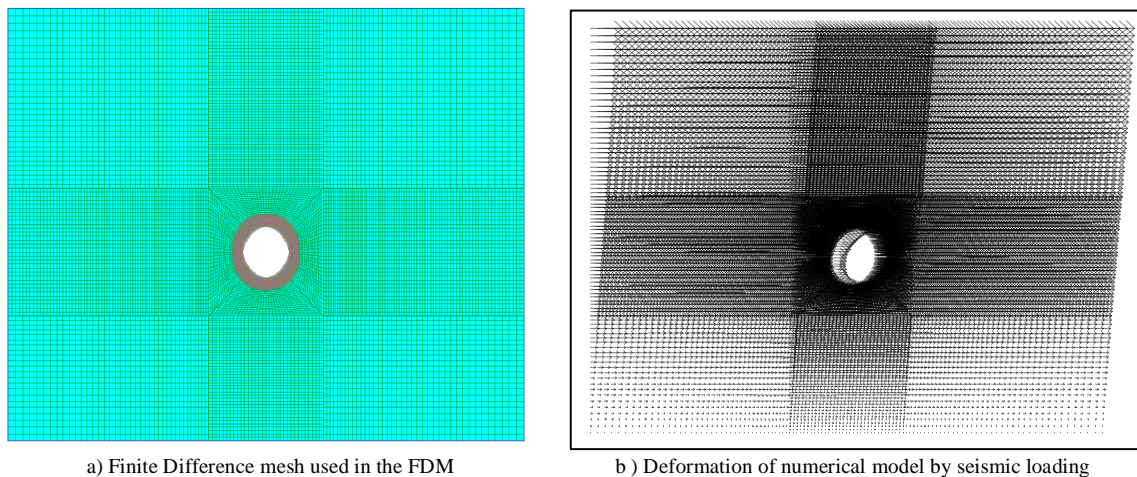 a) Finite Difference mesh used in the FDM
b ) Deformation of numerical model by seismic loading